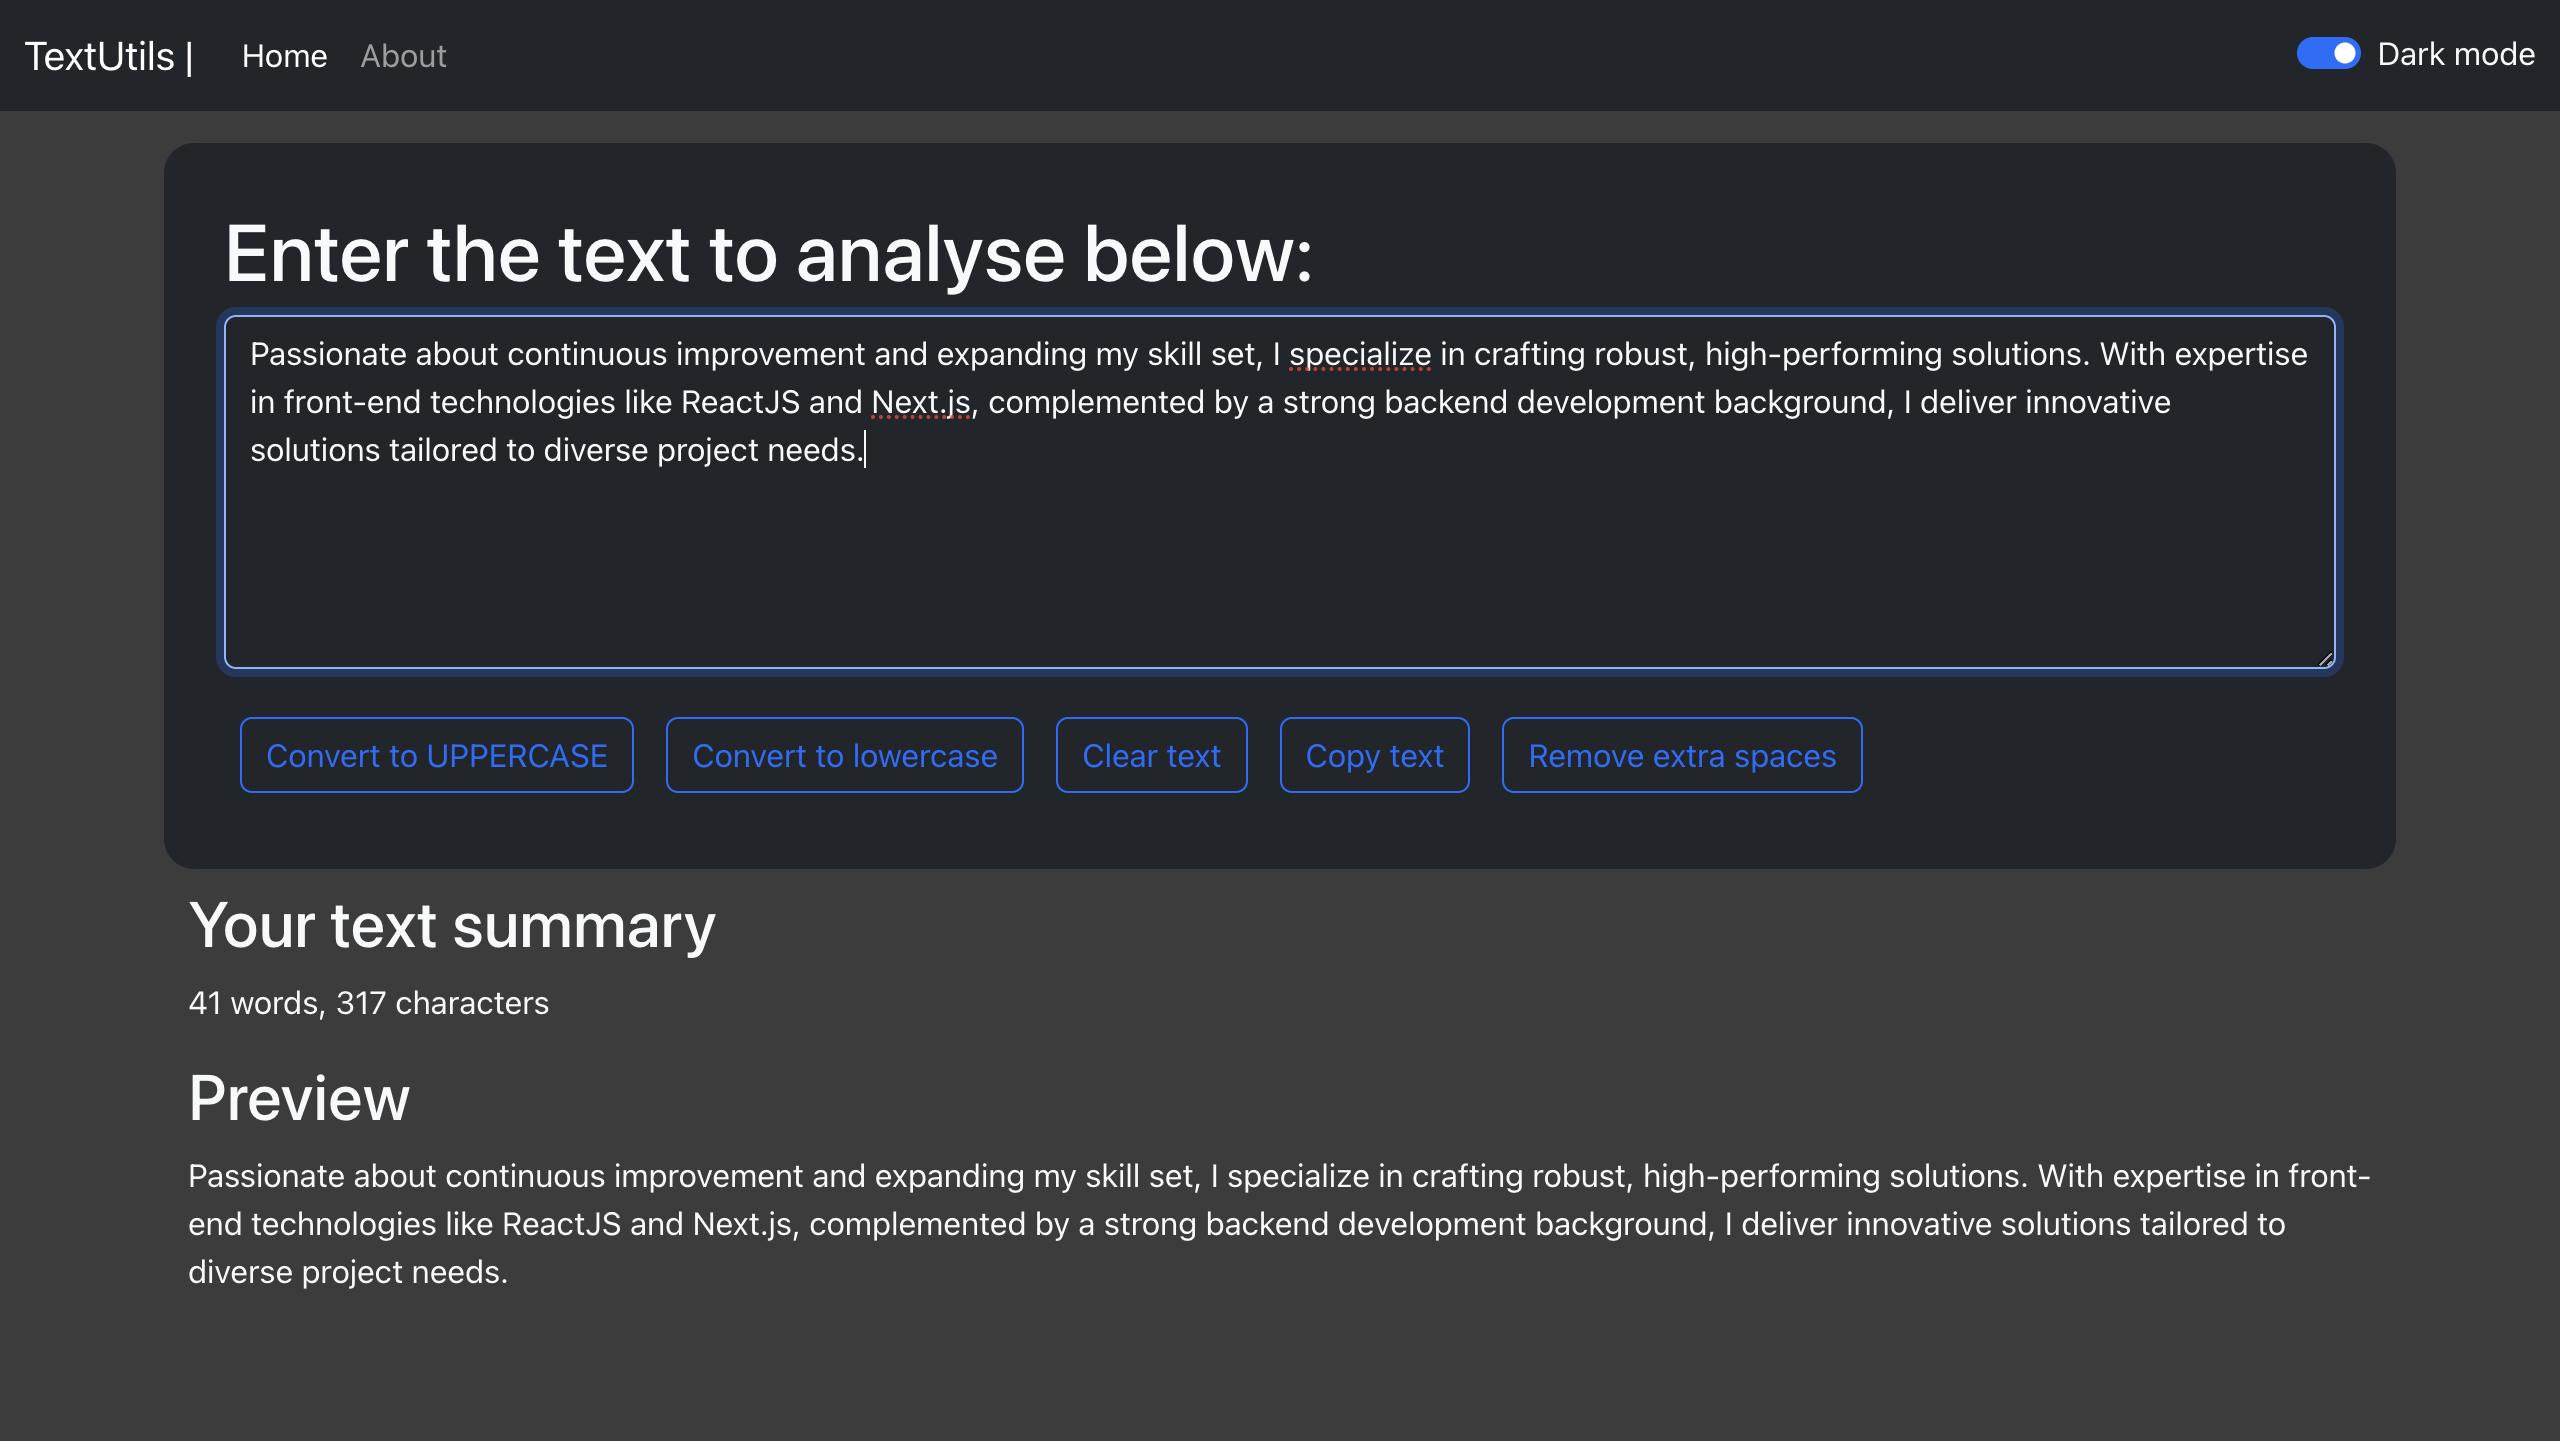 TextUtils | Home About Dark mode
Enter the text to analyse below:
Passionate about continuous improvement and expanding my skill set, I specialize in crafting robust, high-performing solutions. With expertise
in front-end technologies like ReactJS and Next.js, complemented by a strong backend development background, I deliver innovative
solutions tailored to diverse project needs.
Convert to UPPERCASE Convert to lowercase Clear text Copy text Remove extra spaces
Your text summary
41 words, 317 characters
Preview
Passionate about continuous improvement and expanding my skill set, I specialize in crafting robust, high-performing solutions. With expertise in front-
end technologies like ReactJS and Next.js, complemented by a strong backend development background, I deliver innovative solutions tailored to
diverse project needs.